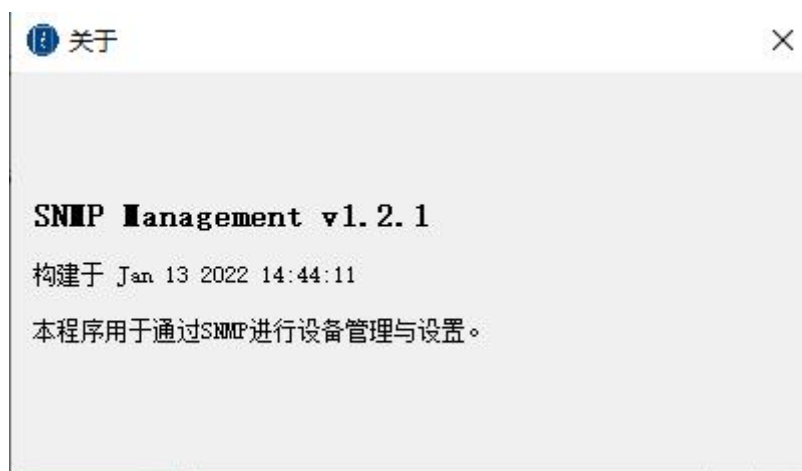 关于
SNMP Management v1.2.1
构建于 Jan 13 2022 14:44:11
本程序用于通过SNMP进行设备管理与设置。